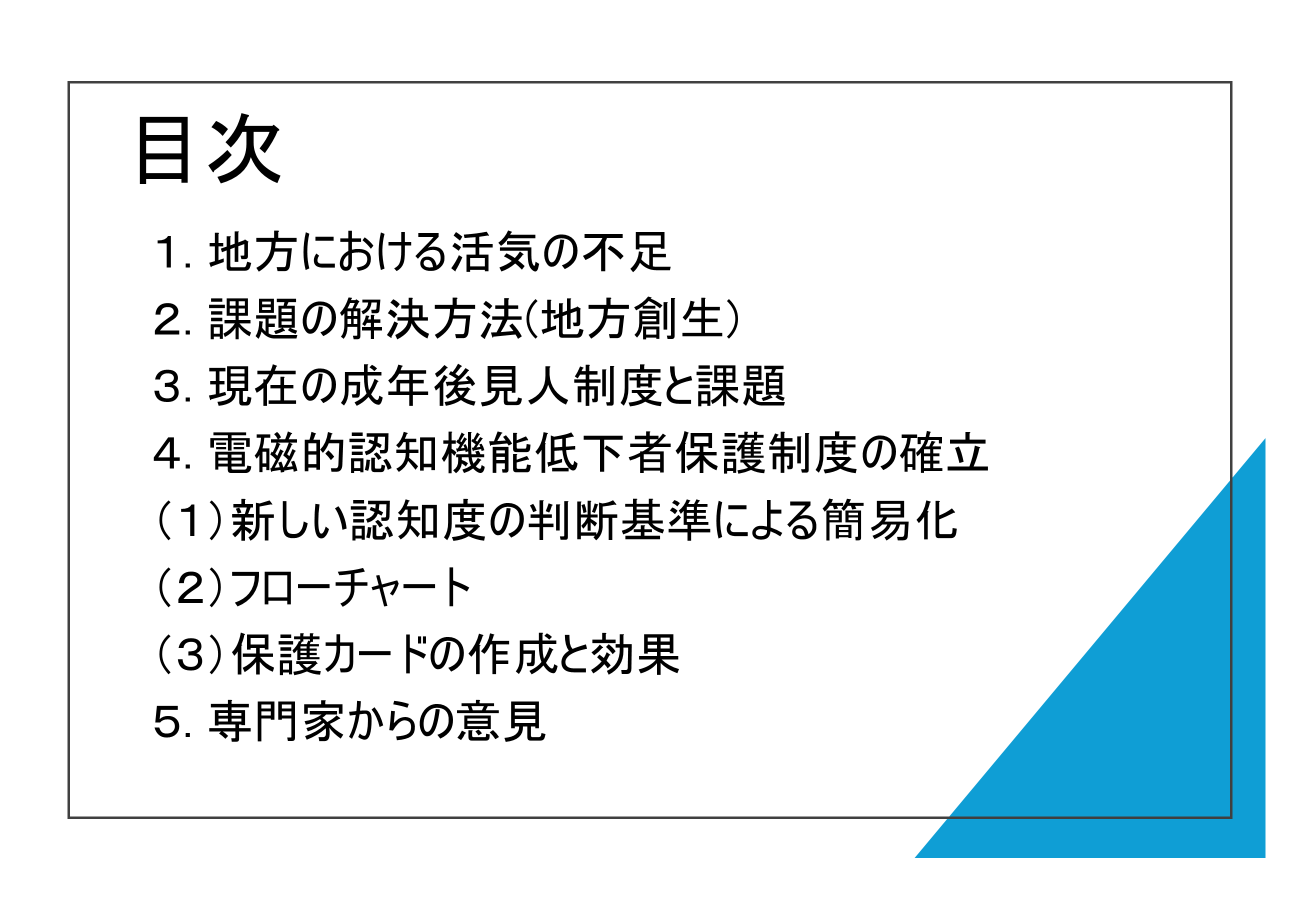 目次
１．地方における活気の不足
２．課題の解決方法(地方創生）
３．現在の成年後見人制度と課題
４．電磁的認知機能低下者保護制度の確立
（１）新しい認知度の判断基準による簡易化
（２）フローチャート
（３）保護カードの作成と効果
５．専門家からの意見